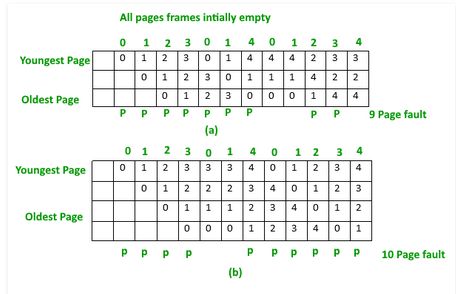 All pages frames intially empty
0 1 2 3 0 1 4 0 1 2 3 4
Youngest Page 0 1 2 3 0 1 4 4 4 2 3 3
0 1 2 3 0 1 1 1 4 2 2
Oldest Page 0 1 2 3 0 0 0 1 4 4
P P P P P P P P P 9 Page fault
(a)
0 1 2 3 0 1 4 0 1 2 3 4
Youngest Page 0 1 2 3 3 3 4 0 1 2 3 4
0 1 2 2 2 3 4 0 1 2 3
0 1 1 1 2 3 4 0 1 2
Oldest Page
0 0 0 1 2 3 4 0 1
p p p p p p p p p p 10 Page fault
(b)